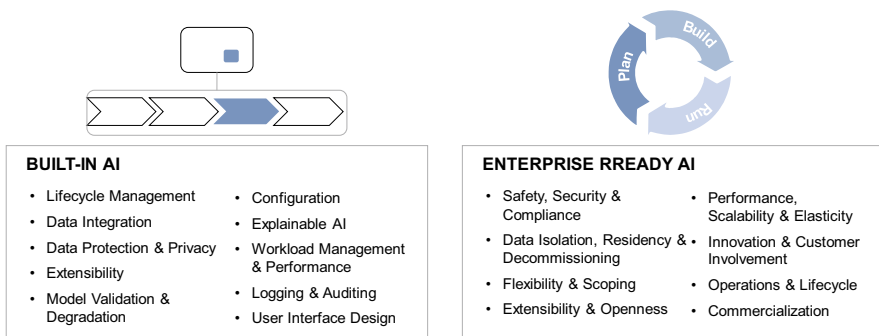 Plan
Build
Run
BUILT-IN AI
• Lifecycle Management
• Data Integration
• Data Protection & Privacy
• Extensibility
• Model Validation &
Degradation
• Configuration
• Explainable AI
• Workload Management
& Performance
• Logging & Auditing
• User Interface Design
ENTERPRISE RREADY AI
• Safety, Security &
Compliance
• Data Isolation, Residency &
Decommissioning
• Flexibility & Scoping
• Extensibility & Openness
• Performance,
Scalability & Elasticity
• Innovation & Customer
Involvement
• Operations & Lifecycle
• Commercialization